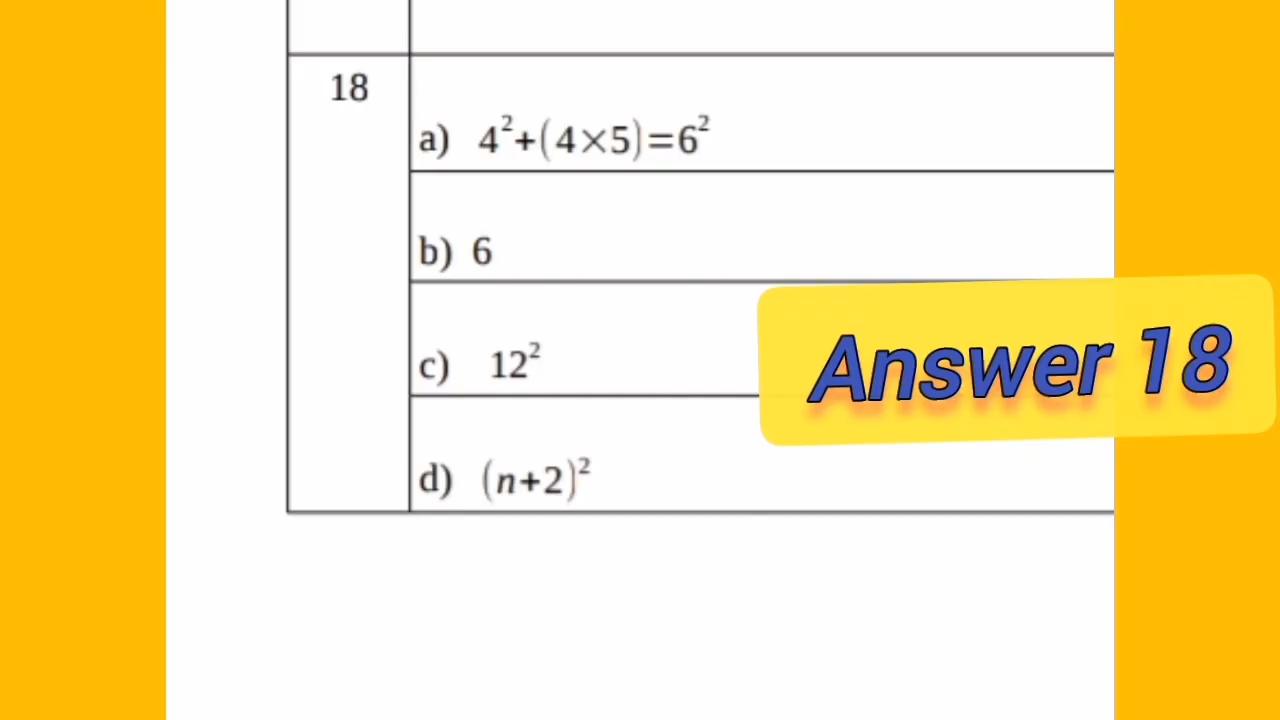 18
a) 4²+(4×5)=6²
b) 6
c) 12²
d) (n+2)²
Answer 18